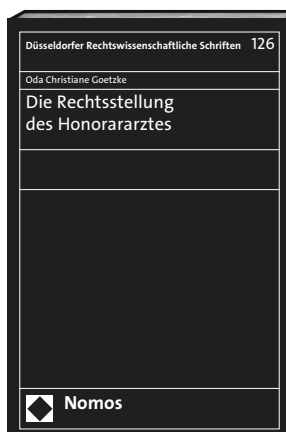 Düsseldorfer Rechtswissenschaftliche Schriften 126
Oda Christiane Goetzke
Die Rechtsstellung
des Honorararztes
Nomos